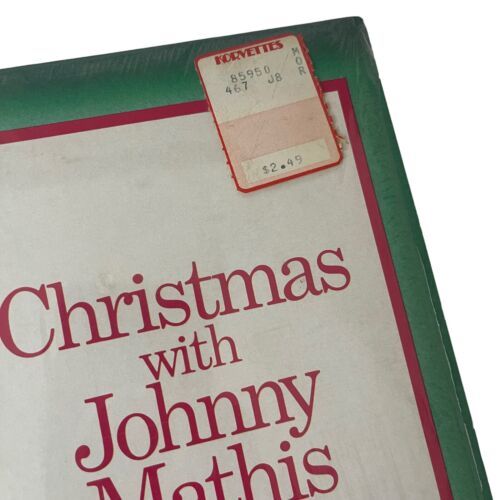 KORVETTES
MOR
85950
467 J8
$2.49
Christmas
with
Johnny
Mathis